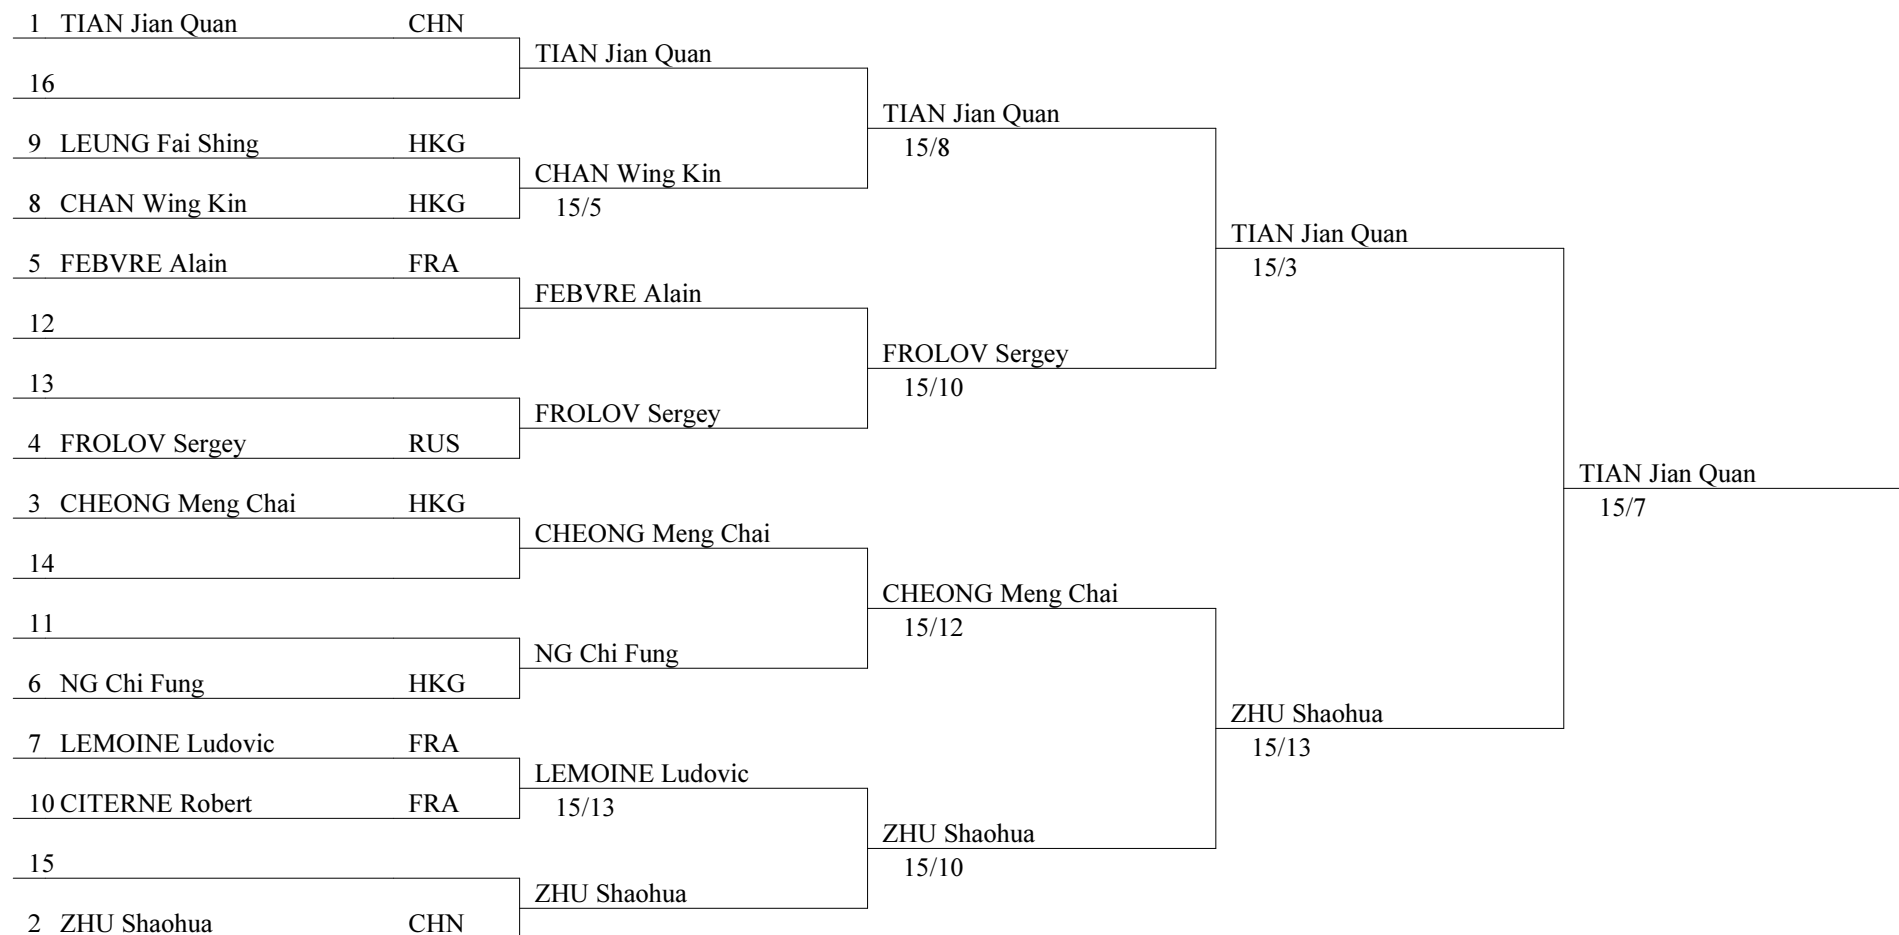 1 TIAN Jian Quan CHN
16
9 LEUNG Fai Shing HKG
8 CHAN Wing Kin HKG
5 FEBVRE Alain FRA
12
13
4 FROLOV Sergey RUS
3 CHEONG Meng Chai HKG
14
11
6 NG Chi Fung HKG
7 LEMOINE Ludovic FRA
10 CITERNE Robert FRA
15
2 ZHU Shaohua CHN
TIAN Jian Quan
CHAN Wing Kin
15/5
FEBVRE Alain
FROLOV Sergey
CHEONG Meng Chai
NG Chi Fung
LEMOINE Ludovic
15/13
ZHU Shaohua
TIAN Jian Quan
15/8
FROLOV Sergey
15/10
CHEONG Meng Chai
15/12
ZHU Shaohua
15/10
TIAN Jian Quan
15/3
ZHU Shaohua
15/13
TIAN Jian Quan
15/7